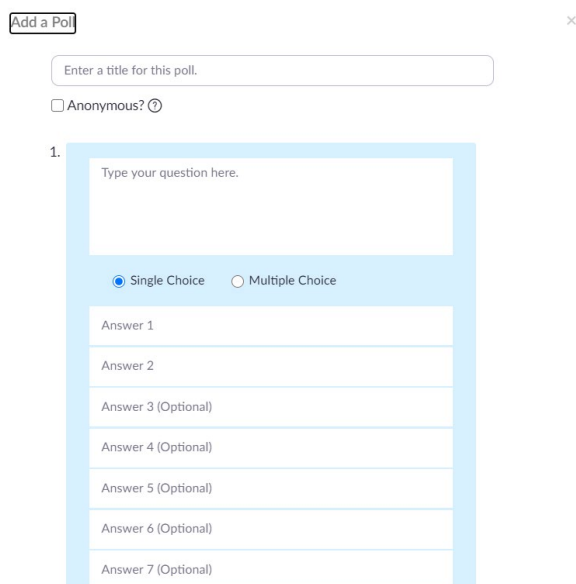 Add a Poll
Enter a title for this poll.
Anonymous?
1.
Type your question here.
Single Choice Multiple Choice
Answer 1
Answer 2
Answer 3 (Optional)
Answer 4 (Optional)
Answer 5 (Optional)
Answer 6 (Optional)
Answer 7 (Optional)